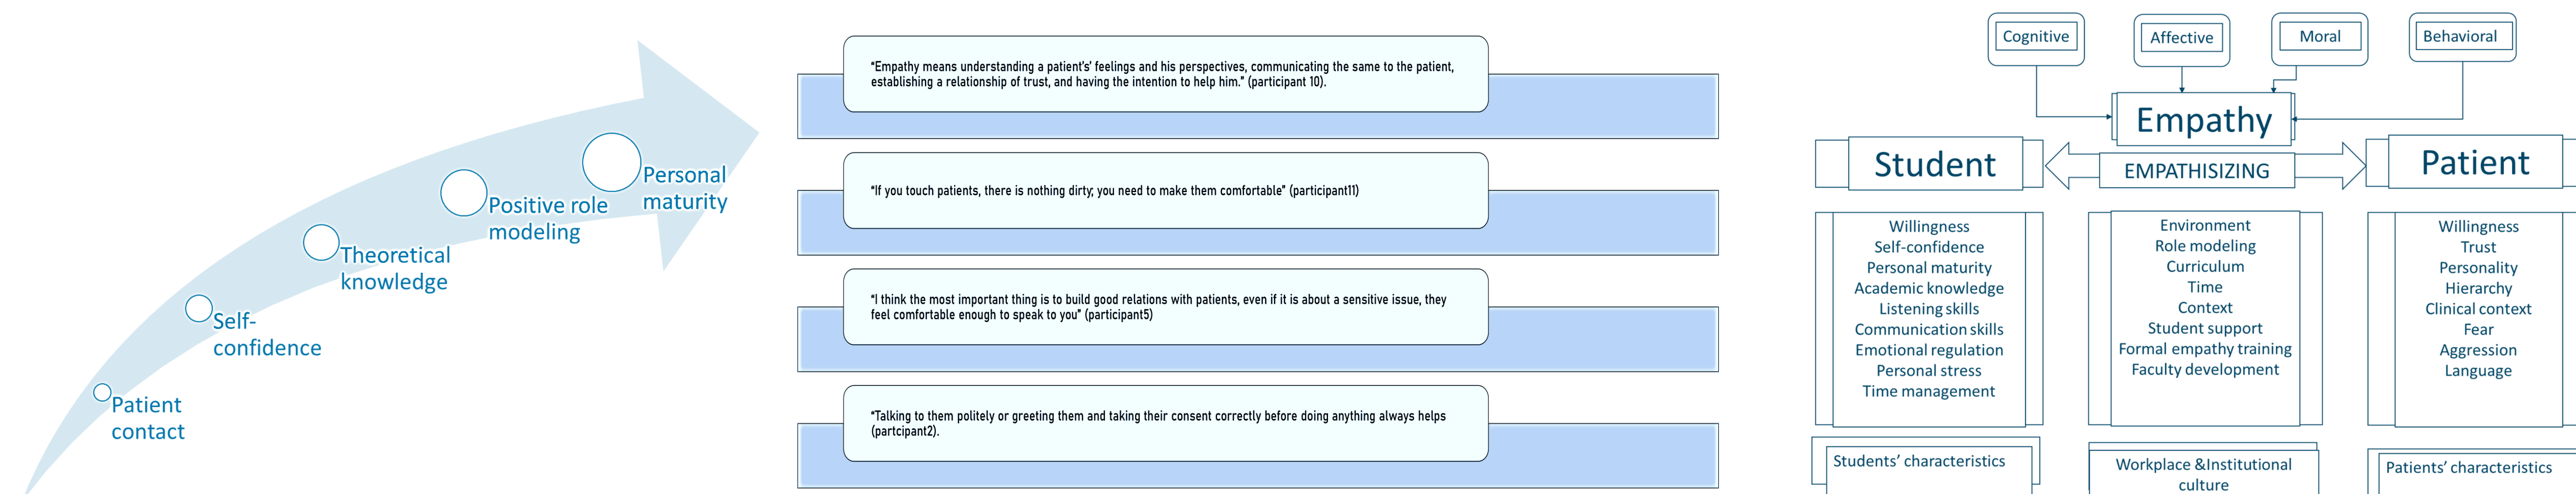 Patient
contact
Self-
confidence
Theoretical
knowledge
Positive role
modeling
Personal
maturity
“Empathy means understanding a patient’s’ feelings and his perspectives, communicating the same to the patient,
establishing a relationship of trust, and having the intention to help him.” (participant 10).
“If you touch patients, there is nothing dirty; you need to make them comfortable” (participant11)
“I think the most important thing is to build good relations with patients, even if it is about a sensitive issue, they
feel comfortable enough to speak to you” (participant5)
“Talking to them politely or greeting them and taking their consent correctly before doing anything always helps
(partcipant2).
Cognitive
Affective
Moral
Behavioral
Empathy
Student
EMPATHISIZING
Patient
Willingness
Self-confidence
Personal maturity
Academic knowledge
Listening skills
Communication skills
Emotional regulation
Personal stress
Time management
Environment
Role modeling
Curriculum
Time
Context
Student support
Formal empathy training
Faculty development
Willingness
Trust
Personality
Hierarchy
Clinical context
Fear
Aggression
Language
Students’ characteristics
Workplace &Institutional
culture
Patients’ characteristics